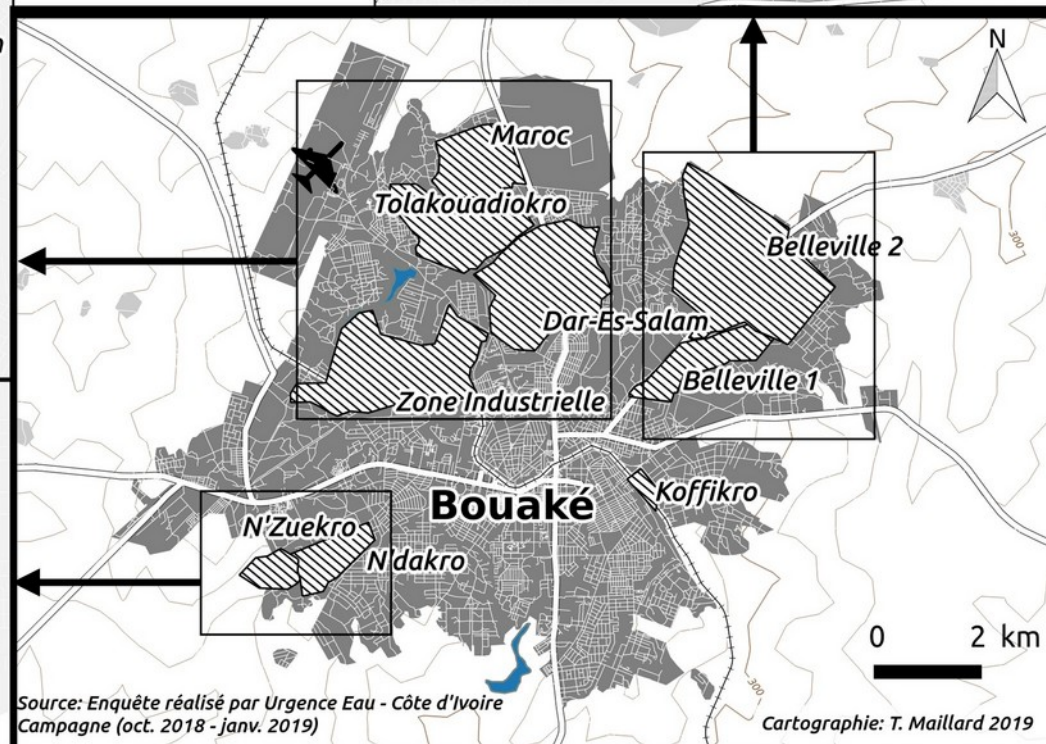 N
Maroc
Tolakouadiokro
Belleville 2
Dar-Es-Salam
Belleville 1
Zone Industrielle
Koffikro
Bouaké
N'Zuekro
N'dakro
300
300
0 2 km
Source: Enquête réalisé par Urgence Eau - Côte d'Ivoire
Campagne (oct. 2018 - janv. 2019)
Cartographie: T. Maillard 2019